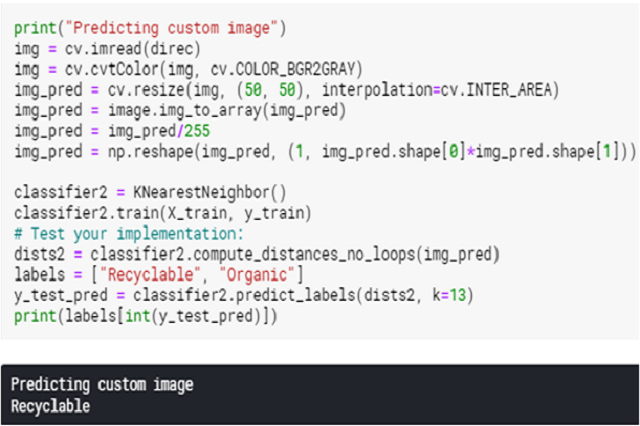 print("Predicting custom image")
img = cv.imread(direc)
img = cv.cvtColor(img, cv.COLOR_BGR2GRAY)
img_pred = cv.resize(img, (50, 50), interpolation=cv.INTER_AREA)
img_pred = image.img_to_array(img_pred)
img_pred = img_pred/255
img_pred = np.reshape(img_pred, (1, img_pred.shape[0]*img_pred.shape[1]))
classifier2 = KNearestNeighbor()
classifier2.train(X_train, y_train)
# Test your implementation:
dists2 = classifier2.compute_distances_no_loops(img_pred)
labels = ["Recyclable", "Organic"]
y_test_pred = classifier2.predict_labels(dists2, k=13)
print(labels[int(y_test_pred)])
Predicting custom image
Recyclable